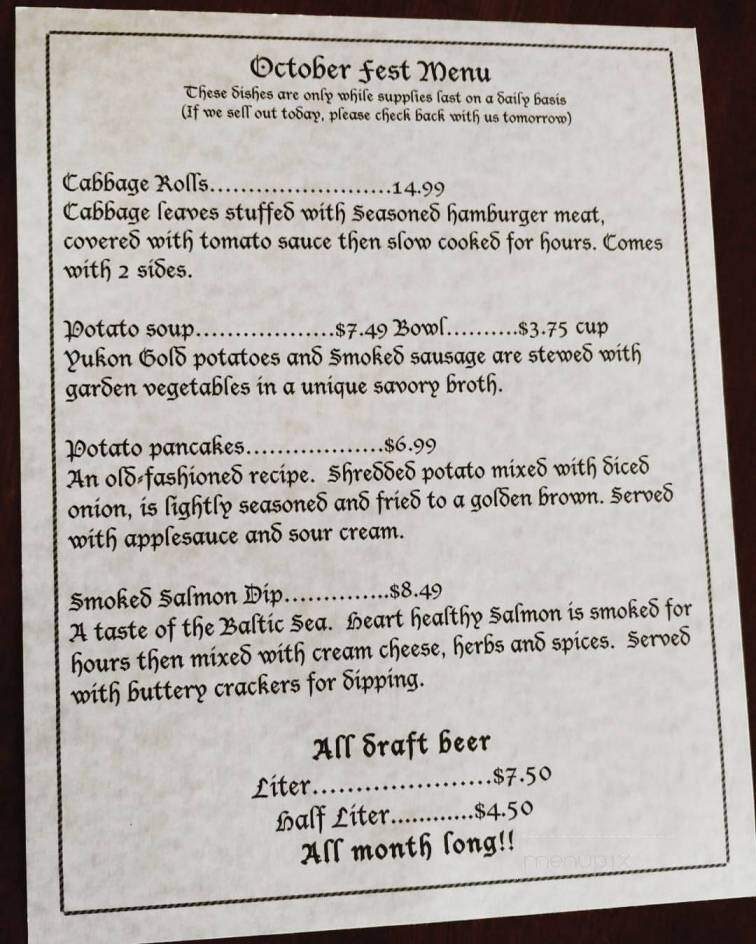 October Fest Menu
These dishes are only while supplies last on a daily basis
(If we sell out today, please check back with us tomorrow)
Cabbage Rolls........................14.99
Cabbage leaves stuffed with Seasoned hamburger meat,
covered with tomato sauce then slow cooked for hours. Comes
with 2 sides.
Potato soup..................$7.49 Bowl..........$3.75 cup
Yukon Gold potatoes and Smoked sausage are stewed with
garden vegetables in a unique savory broth.
Potato pancakes..................$6.99
An old-fashioned recipe. Shredded potato mixed with diced
onion, is lightly seasoned and fried to a golden brown. Served
with applesauce and sour cream.
Smoked Salmon Dip..............$8.49
A taste of the Baltic Sea. Heart healthy Salmon is smoked for
hours then mixed with cream cheese, herbs and spices. Served
with buttery crackers for dipping.
All draft beer
Liter.......................$7.50
Half Liter............$4.50
All month long!!
menupix